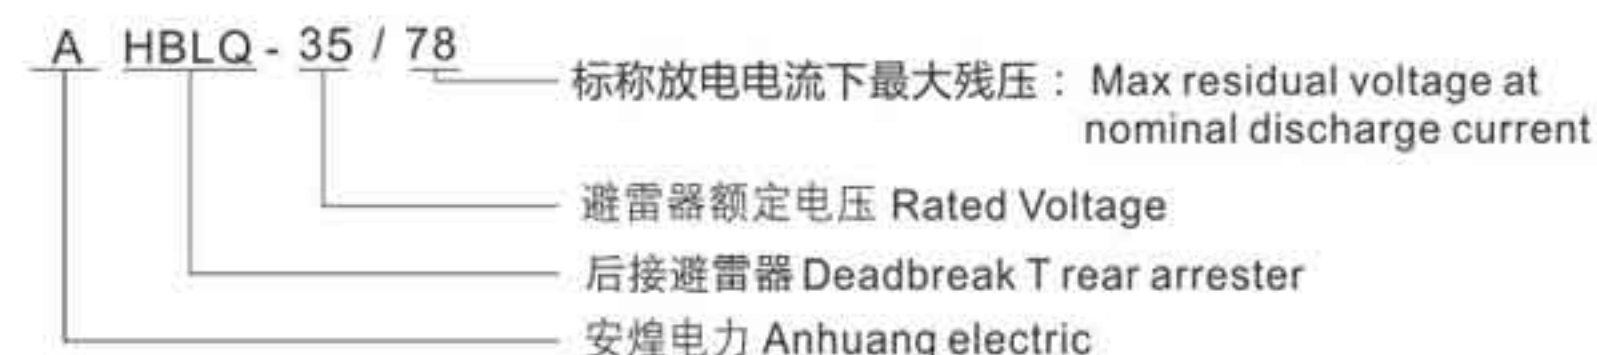 A HBLQ - 35 / 78
标称放电电流下最大残压： Max residual voltage at
nominal discharge current
避雷器额定电压 Rated Voltage
后接避雷器 Deadbreak T rear arrester
安煌电力 Anhuang electric